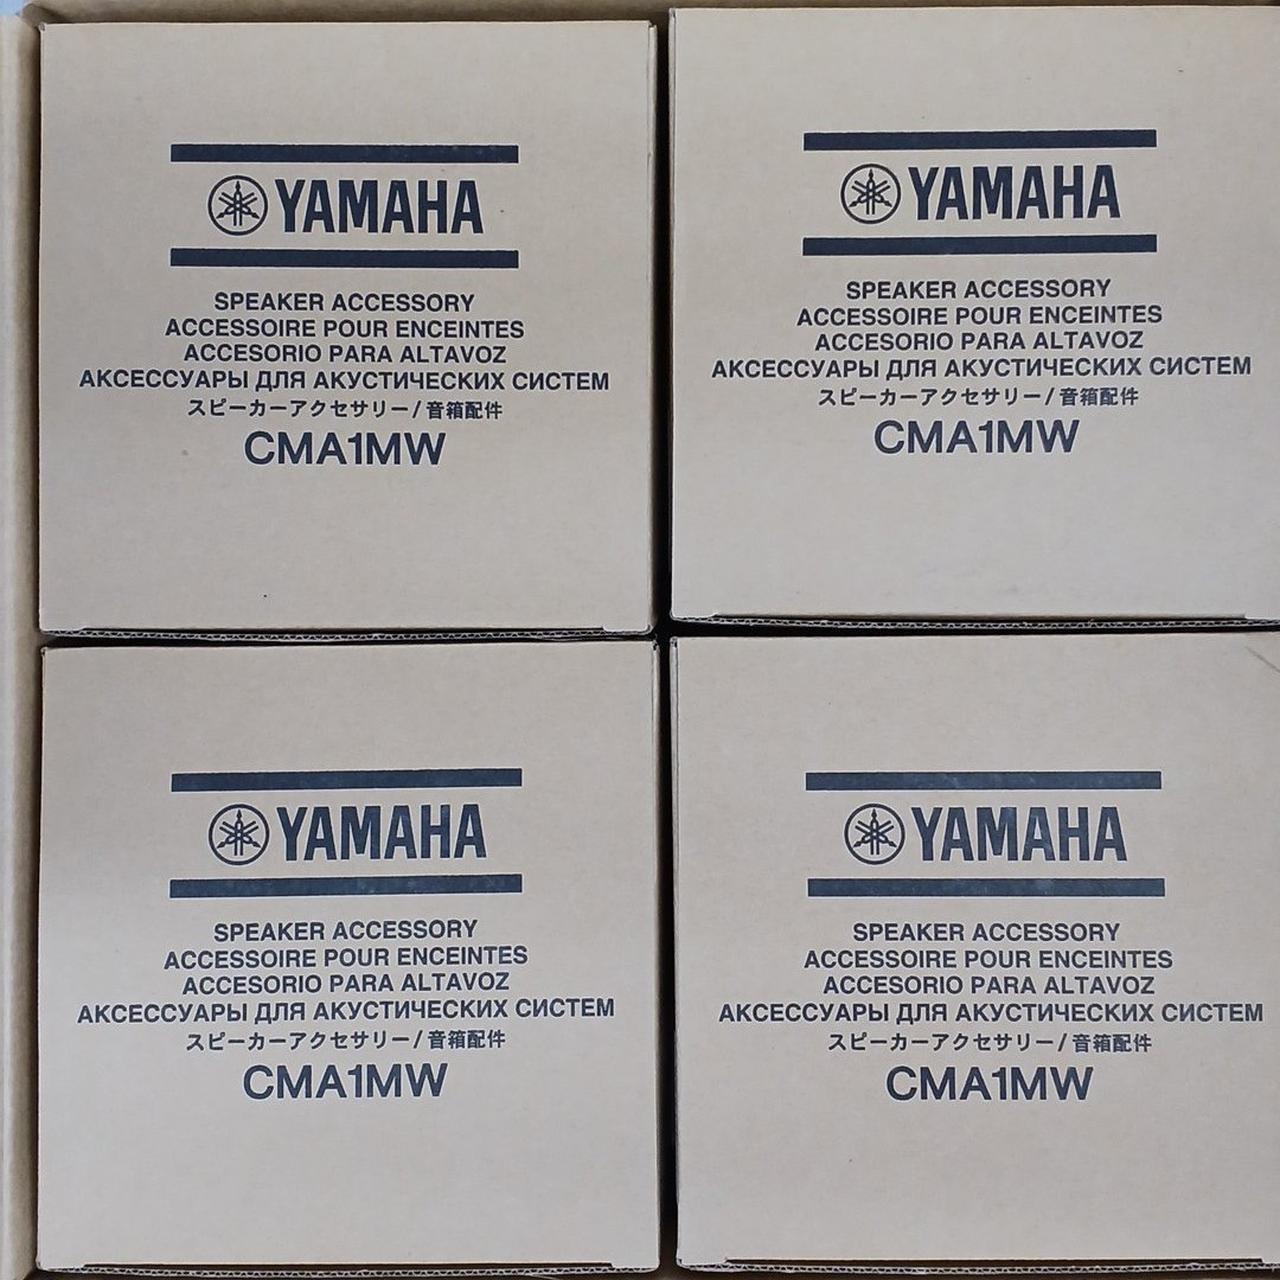 YAMAHA
SPEAKER ACCESSORY
ACCESSOIRE POUR ENCEINTES
ACCESORIO PARA ALTAVOZ
АКСЕССУАРЫ ДЛЯ АКУСТИЧЕСКИХ СИСТЕМ
スピーカーアクセサリー/音箱配件
CMA1MW
YAMAHA
SPEAKER ACCESSORY
ACCESSOIRE POUR ENCEINTES
ACCESORIO PARA ALTAVOZ
АКСЕССУАРЫ ДЛЯ АКУСТИЧЕСКИХ СИСТЕМ
スピーカーアクセサリー/音箱配件
CMA1MW
YAMAHA
SPEAKER ACCESSORY
ACCESSOIRE POUR ENCEINTES
ACCESORIO PARA ALTAVOZ
АКСЕССУАРЫ ДЛЯ АКУСТИЧЕСКИХ СИСТЕМ
スピーカーアクセサリー/音箱配件
CMA1MW
YAMAHA
SPEAKER ACCESSORY
ACCESSOIRE POUR ENCEINTES
ACCESORIO PARA ALTAVOZ
АКСЕССУАРЫ ДЛЯ АКУСТИЧЕСКИХ СИСТЕМ
スピーカーアクセサリー/音箱配件
CMA1MW